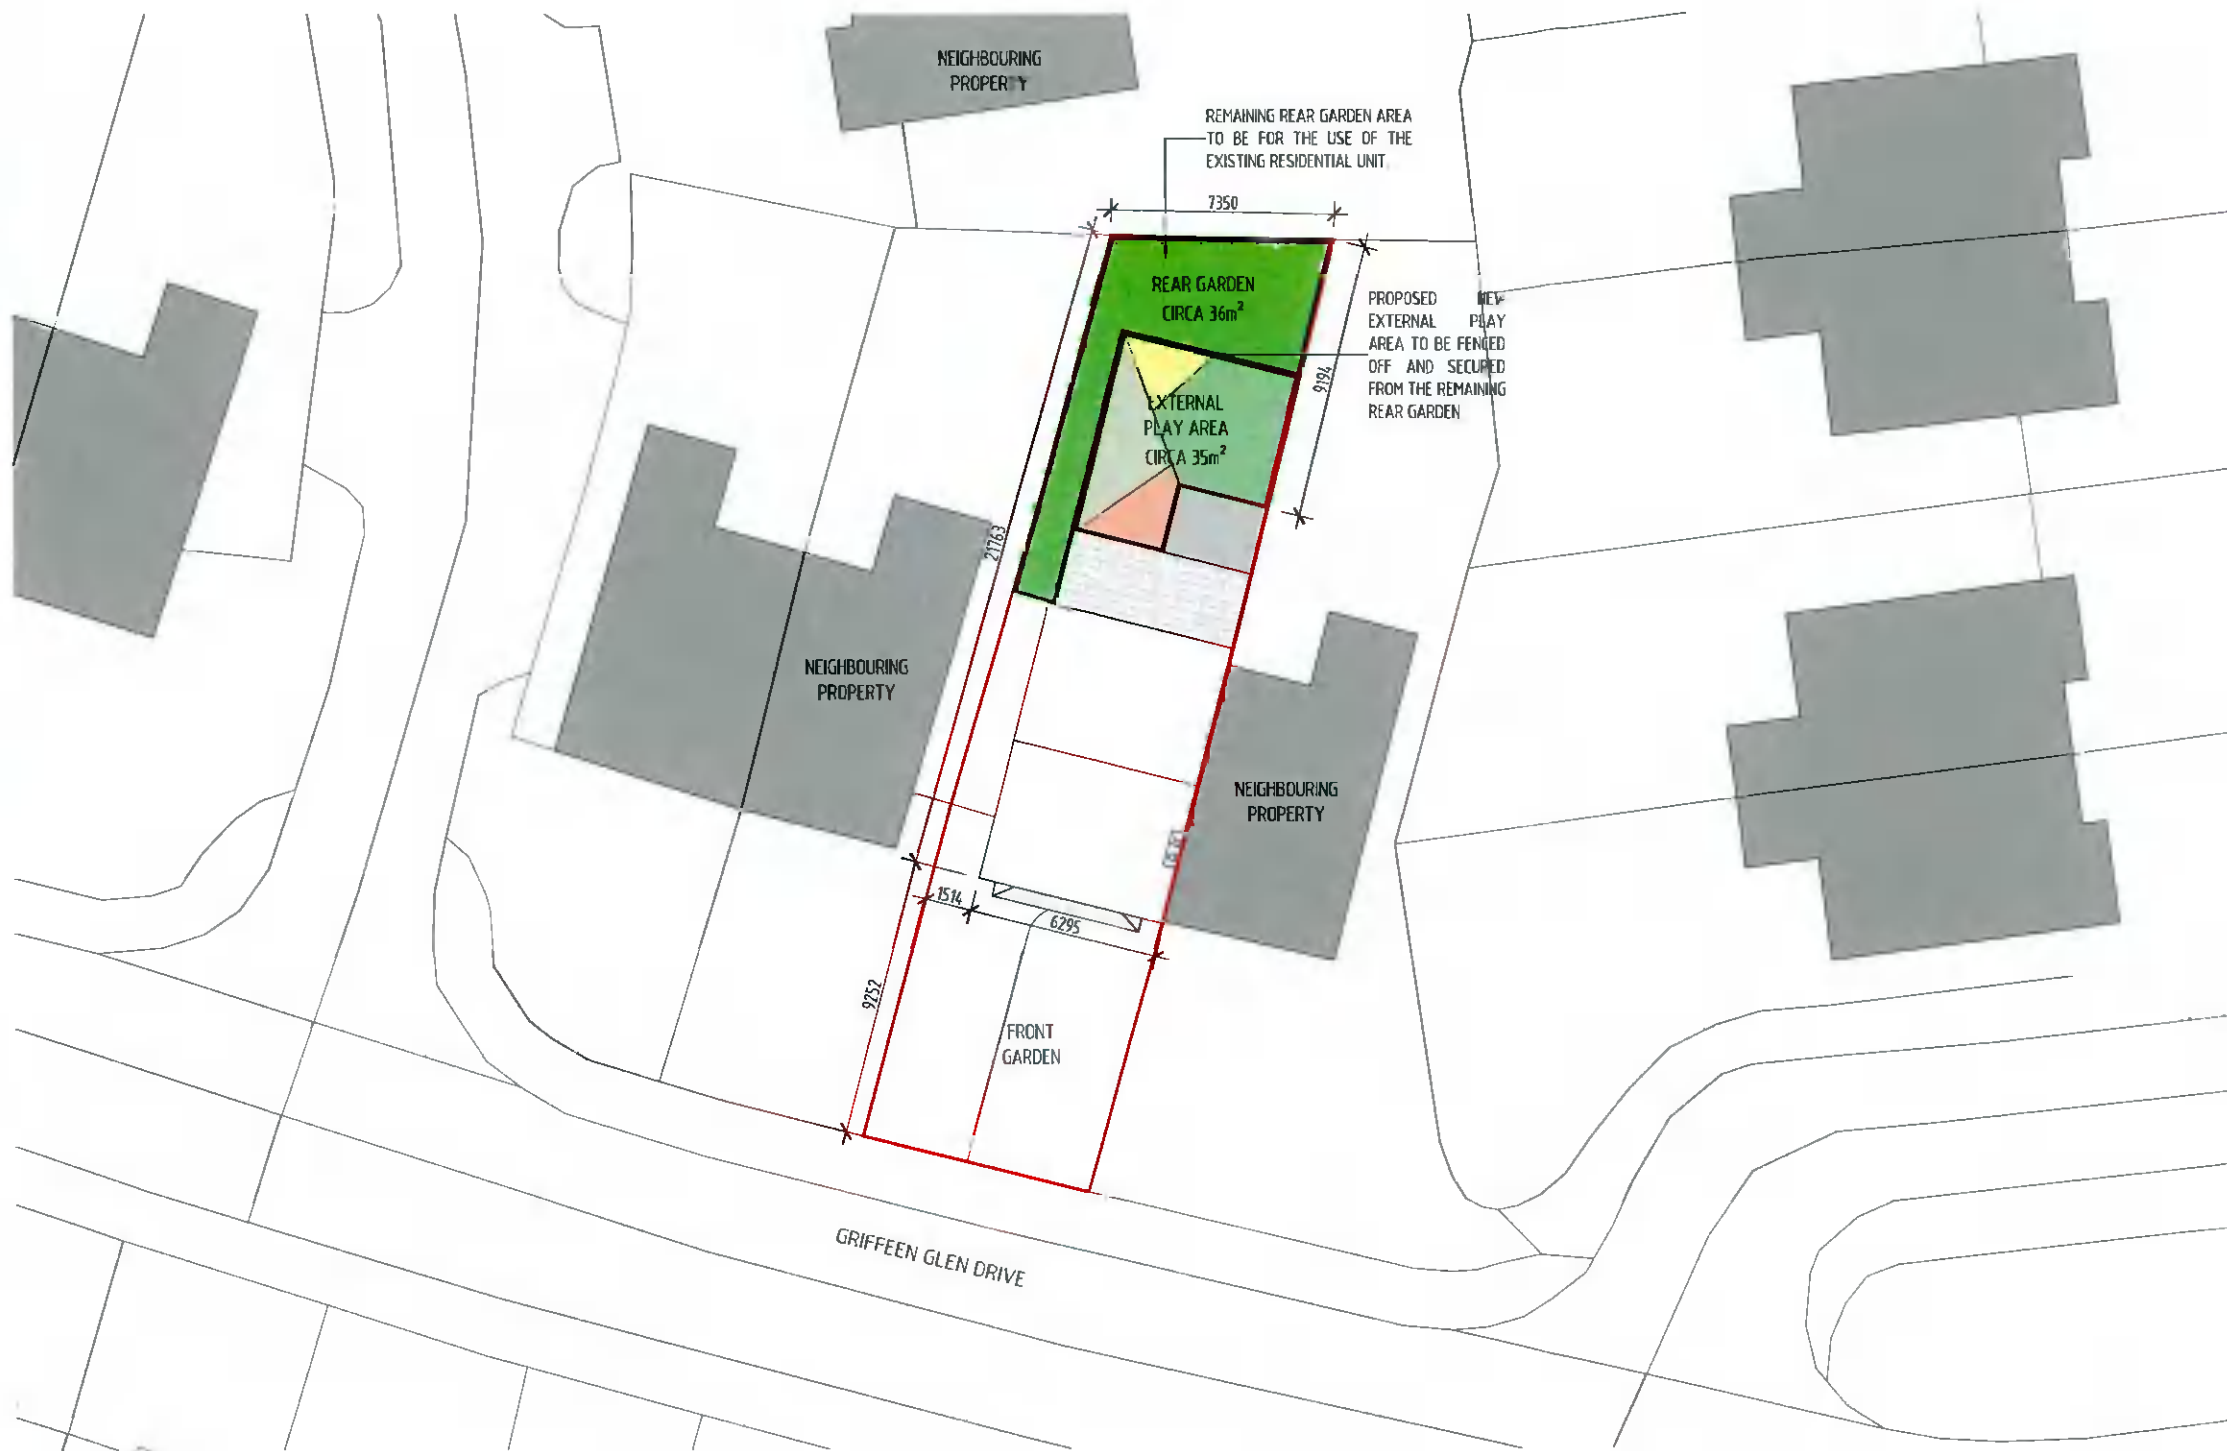 NEIGHBOURING
PROPERTY
REMAINING REAR GARDEN AREA
TO BE FOR THE USE OF THE
EXISTING RESIDENTIAL UNIT.
7350
REAR GARDEN
CIRCA 36m²
PROPOSED NEW
EXTERNAL PLAY
AREA TO BE FENCED
OFF AND SECURED
FROM THE REMAINING
REAR GARDEN
9194
EXTERNAL
PLAY AREA
CIRCA 35m²
21763
NEIGHBOURING
PROPERTY
NEIGHBOURING
PROPERTY
1514
6295
9252
FRONT
GARDEN
GRIFFEEN GLEN DRIVE